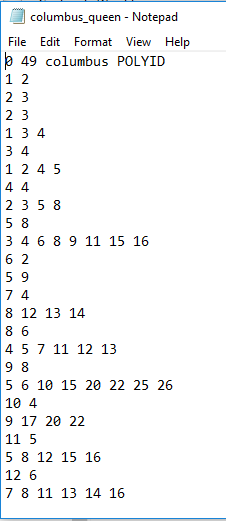 columbus_queen - Notepad
File Edit Format View Help
0 49 columbus POLYID
1 2
2 3
2 3
1 3 4
3 4
1 2 4 5
4 4
2 3 5 8
5 8
3 4 6 8 9 11 15 16
6 2
5 9
7 4
8 12 13 14
8 6
4 5 7 11 12 13
9 8
5 6 10 15 20 22 25 26
10 4
9 17 20 22
11 5
5 8 12 15 16
12 6
7 8 11 13 14 16